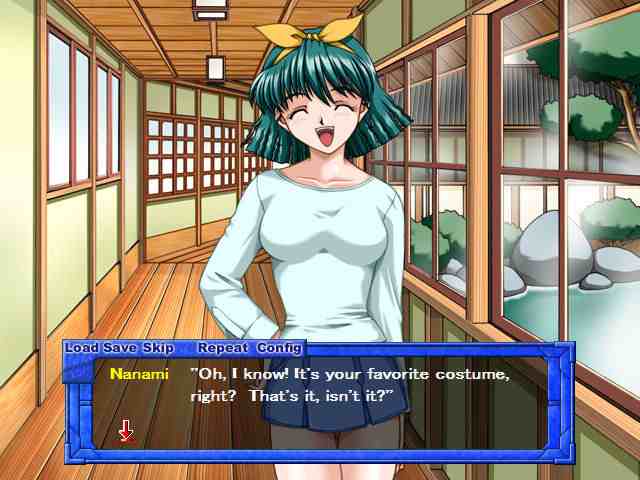 Load Save Skip Repeat Config
Nanami "Oh, I know! It's your favorite costume,
right? That's it, isn't it?"